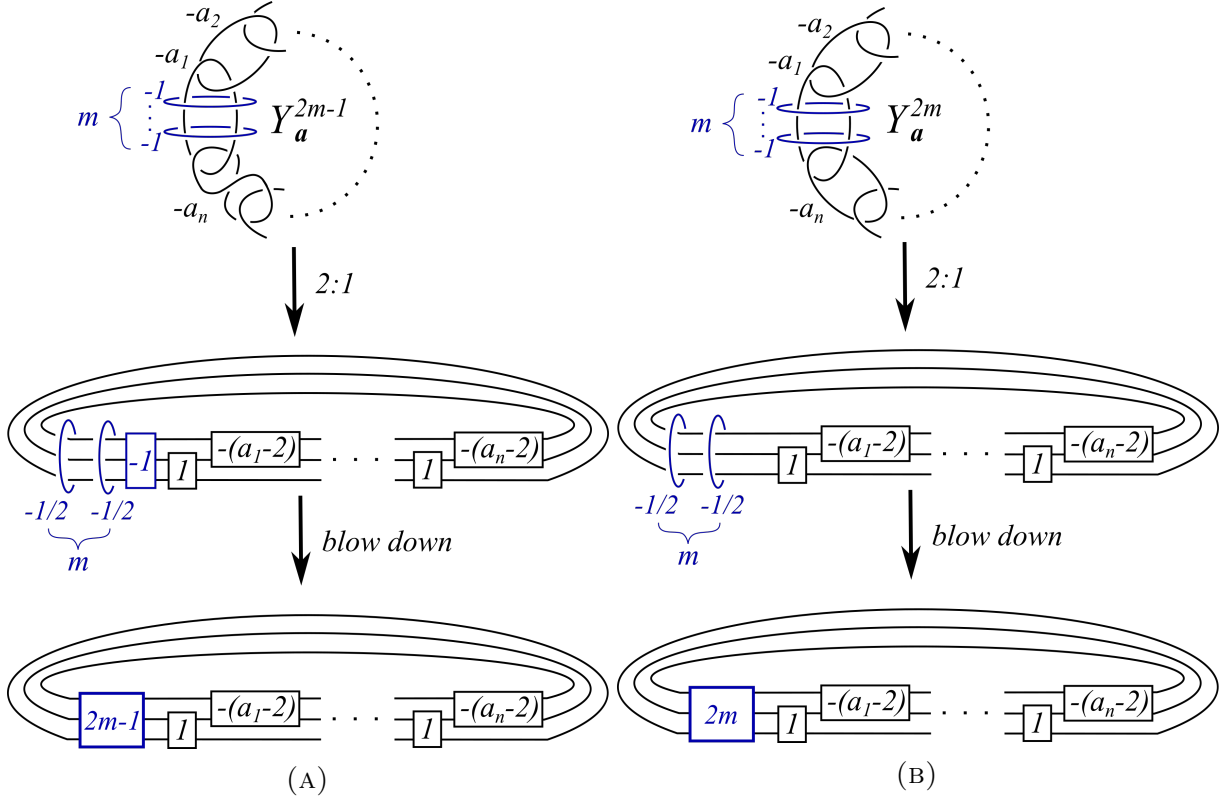 -a₂
-a₁
-1
m
-1
Y_a^{2m-1}
-aₙ
2:1
-1
1
-(a₁-2)
1
-(aₙ-2)
-1/2 -1/2
m
blow down
2m-1
1
-(a₁-2)
1
-(aₙ-2)
(A)
-a₂
-a₁
-1
m
-1
Y_a^{2m}
-aₙ
2:1
1
-(a₁-2)
1
-(aₙ-2)
-1/2 -1/2
m
blow down
2m
1
-(a₁-2)
1
-(aₙ-2)
(B)